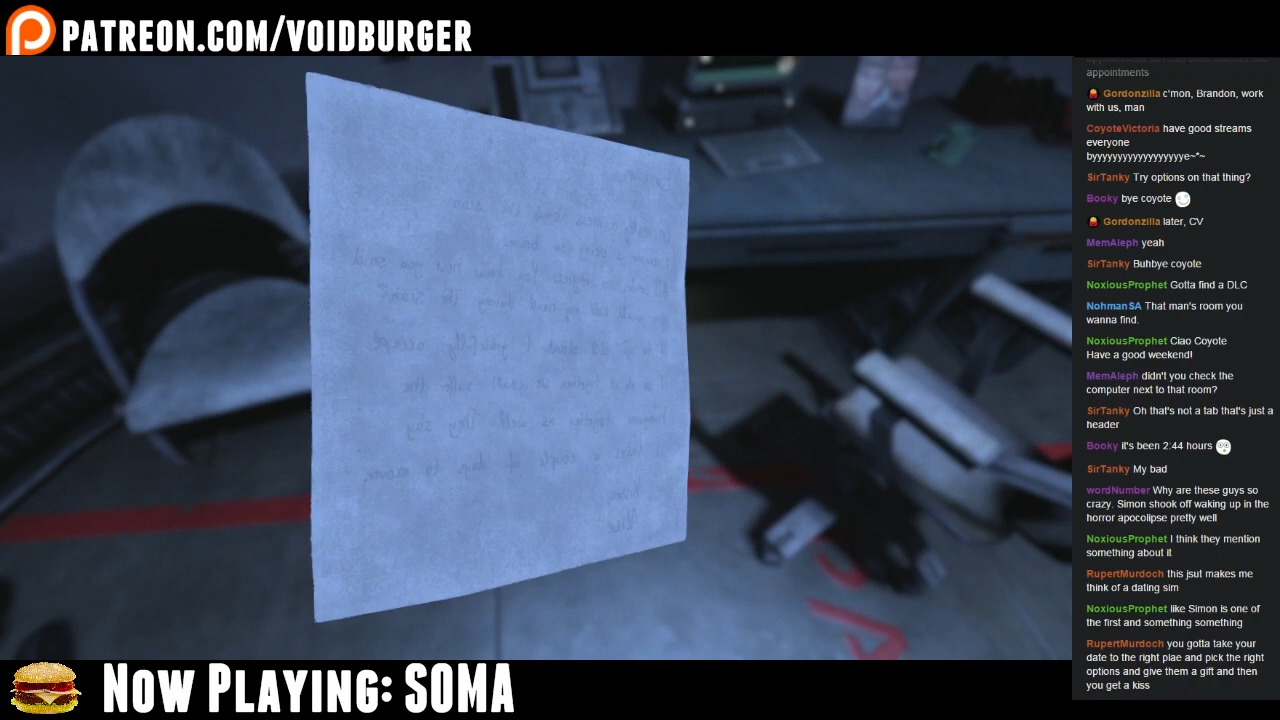 PATREON.COM/VOIDBURGER
appointments
Gordonzilla c'mon, Brandon, work
with us, man
CoyoteVictoria have good streams
everyone
byyyyyyyyyyyyyyyyyye~*~
SirTanky Try options on that thing?
Booky bye coyote
Gordonzilla later, CV
MemAleph yeah
SirTanky Buhbye coyote
NoxiousProphet Gotta find a DLC
NohmanSA That man's room you
wanna find.
NoxiousProphet Ciao Coyote
Have a good weekend!
MemAleph didn't you check the
computer next to that room?
SirTanky Oh that's not a tab that's just a
header
Booky it's been 2:44 hours
SirTanky My bad
wordNumber Why are these guys so
crazy. Simon shook off waking up in the
horror apocolipse pretty well
NoxiousProphet I think they mention
something about it
RupertMurdoch this jsut makes me
think of a dating sim
NoxiousProphet like Simon is one of
the first and something something
RupertMurdoch you gotta take your
date to the right plae and pick the right
options and give them a gift and then
you get a kiss
NOW PLAYING: SOMA